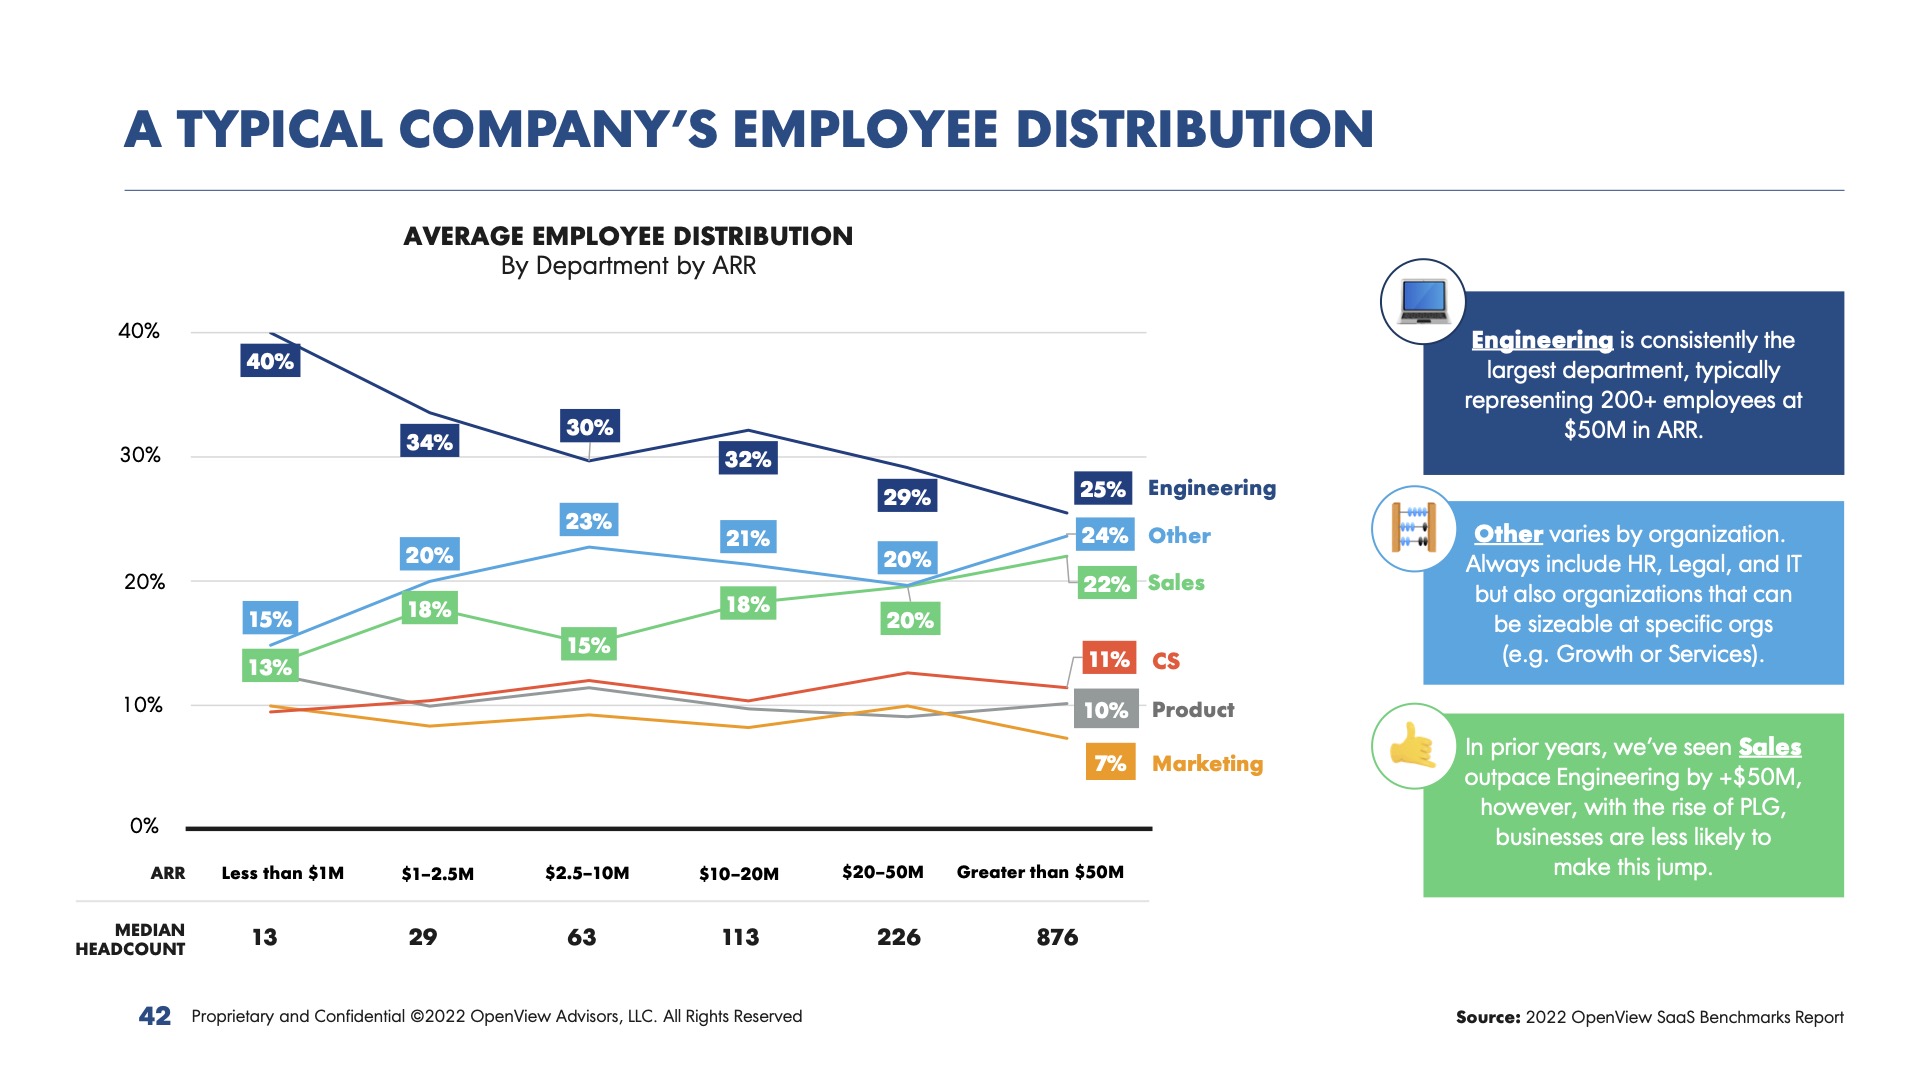 A TYPICAL COMPANY’S EMPLOYEE DISTRIBUTION
AVERAGE EMPLOYEE DISTRIBUTION
By Department by ARR
40%
30%
20%
10%
0%
40%
34%
30%
32%
29%
25% Engineering
15%
20%
23%
21%
20%
24% Other
13%
18%
15%
18%
20%
22% Sales
11% CS
10% Product
7% Marketing
ARR Less than $1M $1–2.5M $2.5–10M $10–20M $20–50M Greater than $50M
MEDIAN
HEADCOUNT
13 29 63 113 226 876
Engineering is consistently the
largest department, typically
representing 200+ employees at
$50M in ARR.
Other varies by organization.
Always include HR, Legal, and IT
but also organizations that can
be sizeable at specific orgs
(e.g. Growth or Services).
In prior years, we’ve seen Sales
outpace Engineering by +$50M,
however, with the rise of PLG,
businesses are less likely to
make this jump.
42 Proprietary and Confidential ©2022 OpenView Advisors, LLC. All Rights Reserved
Source: 2022 OpenView SaaS Benchmarks Report